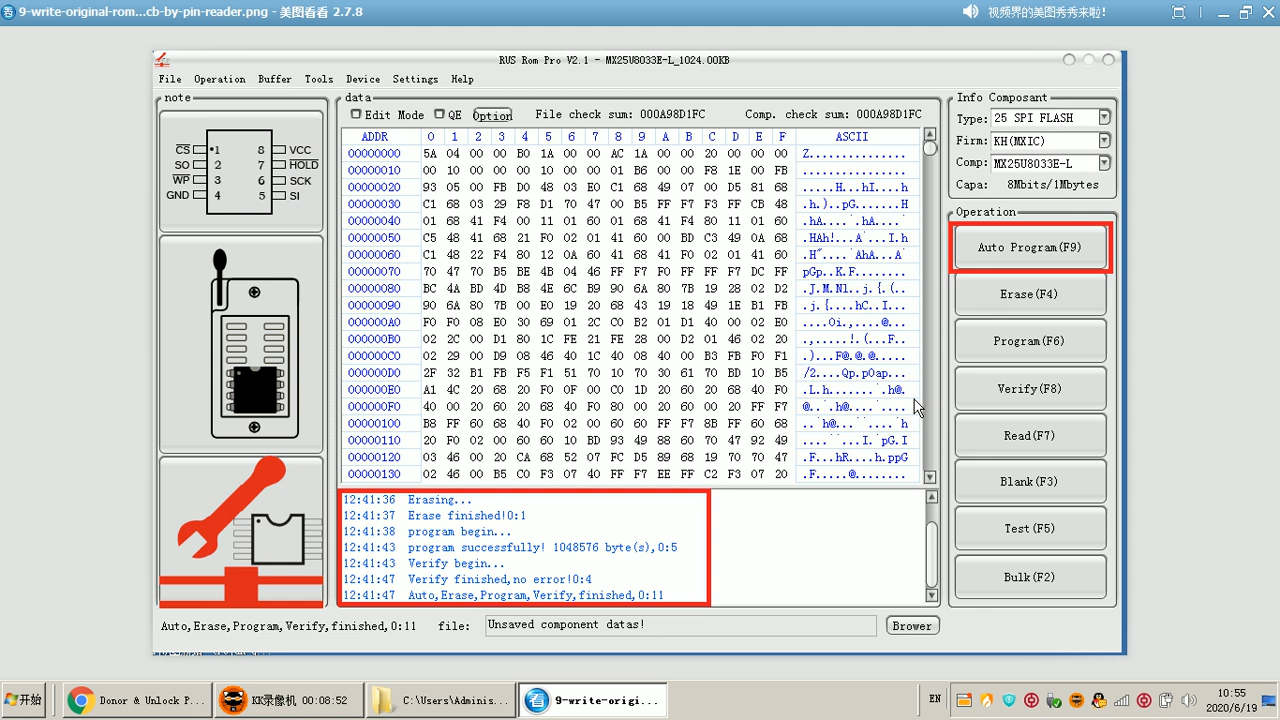 9-write-original-rom...cb-by-pin-reader.png - 美图看看 2.7.8
视频界的美图秀秀来啦!
RUS Rom Pro V2.1 - MX25U8033E-L_1024.00KB
File Operation Buffer Tools Device Settings Help
note
CS SO WP GND
1 2 3 4
8 7 6 5
VCC HOLD SCK SI
data
Edit Mode QE Option File check sum: 000A98D1FC Comp. check sum: 000A98D1FC
ADDR 0 1 2 3 4 5 6 7 8 9 A B C D E F ASCII
00000000 5A 04 00 00 B0 1A 00 00 AC 1A 00 00 20 00 00 00 Z...............
00000010 00 10 00 00 00 00 01 B6 00 00 00 F8 1E 00 FB ................
00000020 93 05 00 FB D0 48 03 E0 C1 68 49 07 00 D5 81 68 .....H...hI....h
00000030 C1 68 03 29 F8 D1 70 47 00 B5 FF F7 F3 FF CB 48 .h.)..pG.......H
00000040 01 68 41 F4 00 11 01 60 01 68 41 F4 80 11 01 60 .hA....`.hA....`
00000050 C5 48 41 68 21 F0 02 01 41 60 00 BD C3 49 0A 68 .HAh!...A`...I.h
00000060 C1 48 22 F4 80 12 0A 60 41 68 41 F0 02 01 41 60 .H"....`AhA...A`
00000070 70 47 70 B5 BE 4B 04 46 FF F7 F0 FF FF F7 DC FF pGp..K.F........
00000080 BC 4A BD 4D B8 4E 6C B9 90 6A 80 7B 19 28 02 D2 .J.M.Nl..j.{.(..
00000090 90 6A 80 7B 00 E0 19 20 68 43 19 18 49 1E B1 FB .j.{....hC..I...
000000A0 F0 F0 08 E0 30 69 01 2C C0 B2 01 D1 40 00 02 E0 ....Oi.,....@...
000000B0 02 2C 00 D1 80 1C FE 21 FE 28 00 D2 01 46 02 20 .,.....!.(...F..
000000C0 02 29 00 D9 08 46 40 1C 40 08 40 00 B3 FB F0 F1 .)...F@.@.@.....
000000D0 2F 32 B1 FB F5 F1 51 70 10 70 30 61 70 BD 10 B5 /2....Qp.pOap...
000000E0 A1 4C 20 68 20 F0 0F 00 C0 1D 20 60 20 68 40 F0 .L.h.......`.h@.
000000F0 40 00 20 60 20 68 40 F0 80 00 20 60 00 20 FF F7 @..`.h@....`....
00000100 B8 FF 60 68 40 F0 02 00 60 60 FF F7 8B FF 60 68 ..`h@...``....`h
00000110 20 F0 02 00 60 60 10 BD 93 49 88 60 70 47 92 49 ....``...I.`pG.I
00000120 02 46 00 20 CA 68 52 07 FC D5 89 68 19 70 70 47 .F...hR....h.ppG
00000130 02 46 00 B5 C0 F3 07 40 FF F7 EE FF C2 F3 07 20 .F.....@........
12:41:36 Erasing...
12:41:37 Erase finished!0:1
12:41:38 program begin...
12:41:43 program successfully! 1048576 byte(s),0:5
12:41:43 Verify begin...
12:41:47 Verify finished,no error!0:4
12:41:47 Auto,Erase,Program,Verify,finished,0:11
Auto,Erase,Program,Verify,finished,0:11 file: Unsaved component datas! Brower
Info Composant
Type: 25 SPI FLASH
Firm: KH(MXIC)
Comp: MX25U8033E-L
Capa: 8Mbits/1Mbytes
Operation
Auto Program(F9)
Erase(F4)
Program(F6)
Verify(F8)
Read(F7)
Blank(F3)
Test(F5)
Bulk(F2)
开始
Donor & Unlock P...
KK录像机 00:06:52
C:\Users\Adminis...
9-write-origi...
EN
10:55
2020/6/19